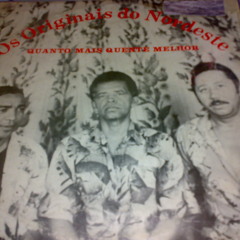 Os Originais do Nordeste
QUANTO MAIS QUENTE MELHOR